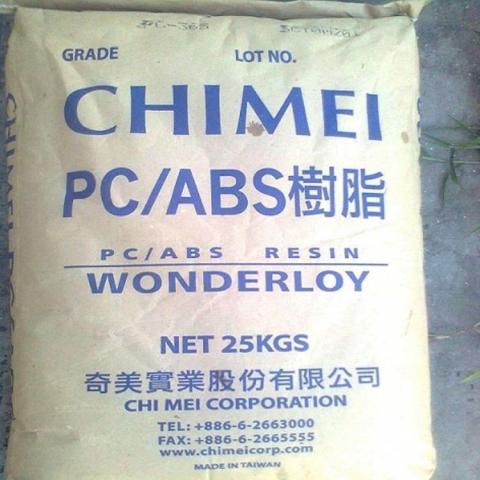 PC-365
GRADE LOT NO.
CHIMEI
PC/ABS樹脂
PC/ABS RESIN
WONDERLOY
NET 25KGS
奇美實業股份有限公司
CHI MEI CORPORATION
TEL: +886-6-2663000
FAX: +886-6-2665555
www.chimeicorp.com
MADE IN TAIWAN